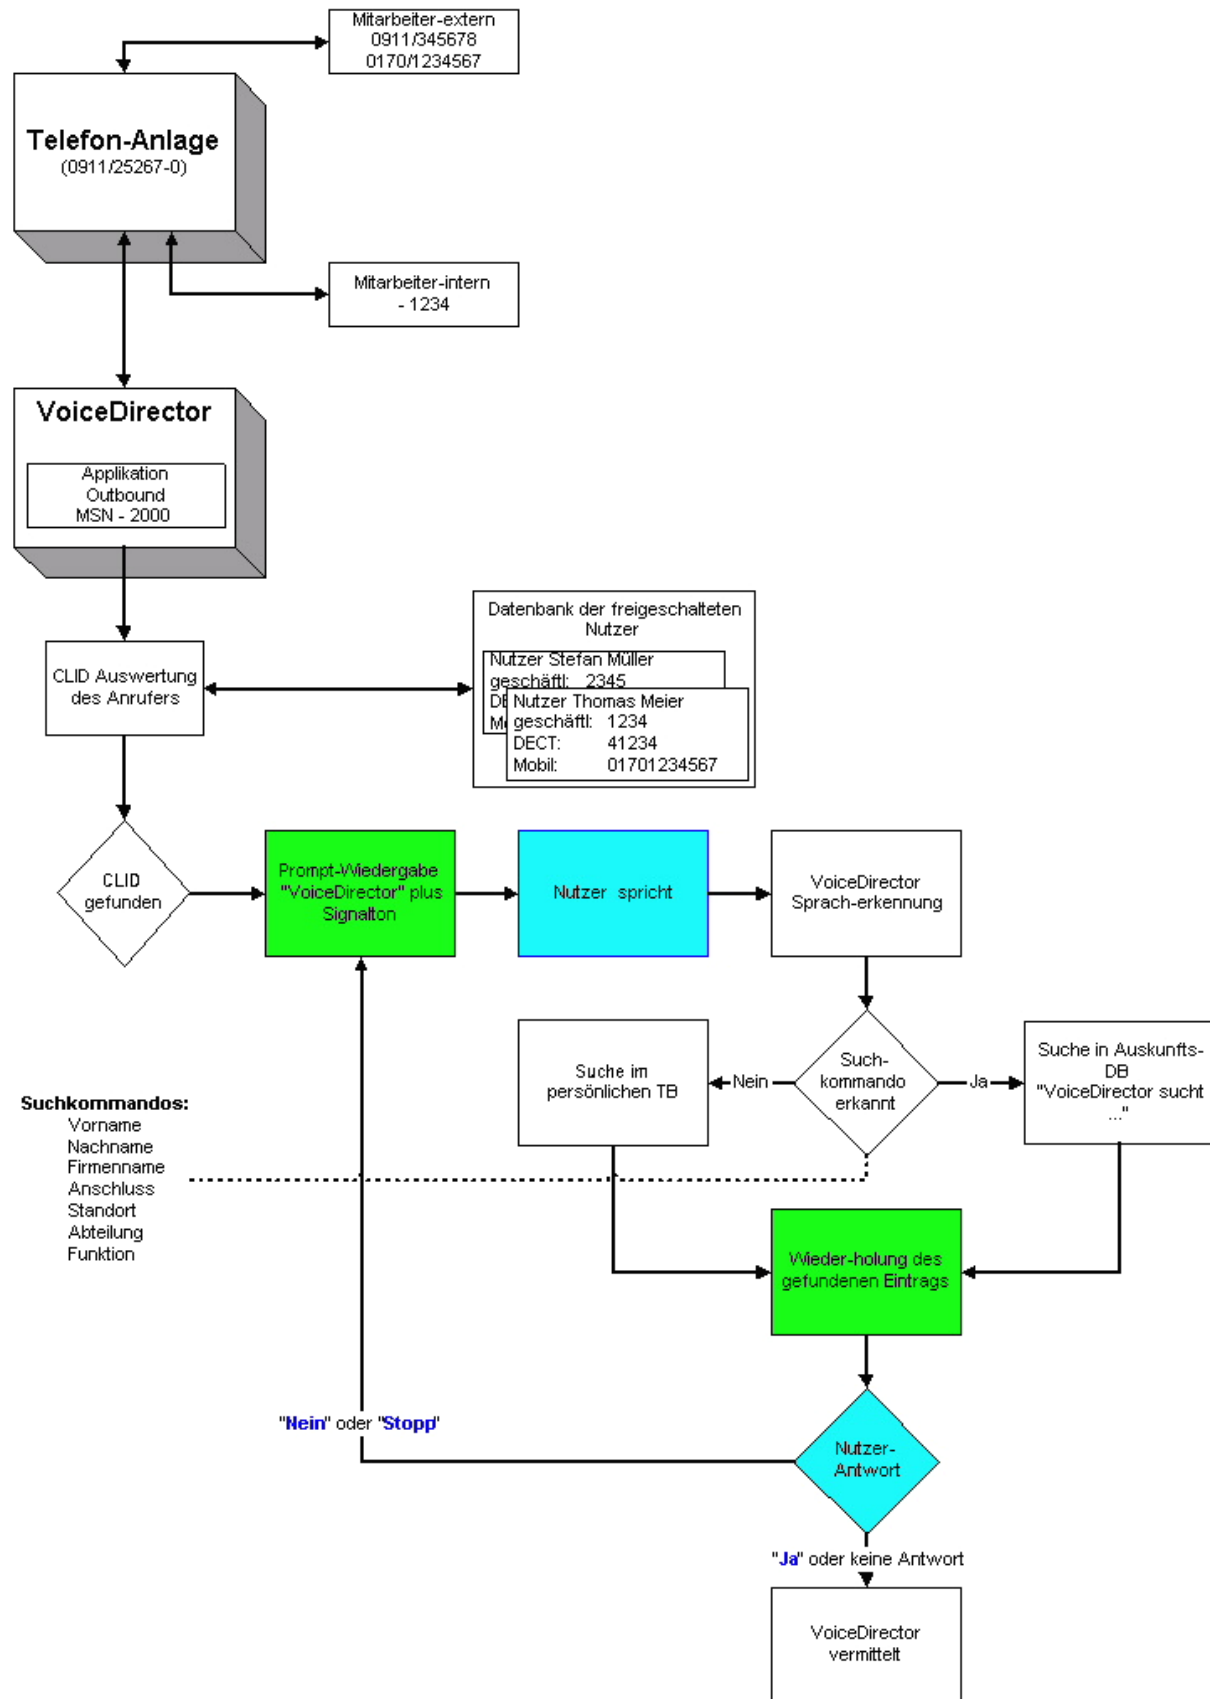 Mitarbeiter-extern
0911/345678
0170/1234567
Telefon-Anlage
(0911/25267-0)
Mitarbeiter-intern
- 1234
VoiceDirector
Applikation
Outbound
MSN - 2000
Datenbank der freigeschalteten
Nutzer
Nutzer Stefan Müller
geschäftl: 2345
Nutzer Thomas Meier
geschäftl: 1234
DECT: 41234
Mobil: 01701234567
CLID Auswertung
des Anrufers
CLID
gefunden
Prompt-Wiedergabe
"VoiceDirector" plus
Signalton
Nutzer spricht
VoiceDirector
Sprach-erkennung
Such-
kommando
erkannt
Nein
Ja
Suche im
persönlichen TB
Suche in Auskunfts-
DB
"VoiceDirector sucht
..."
Suchkommandos:
Vorname
Nachname
Firmenname
Anschluss
Standort
Abteilung
Funktion
Wieder-holung des
gefundenen Eintrags
"Nein" oder "Stopp"
Nutzer-
Antwort
"Ja" oder keine Antwort
VoiceDirector
vermittelt